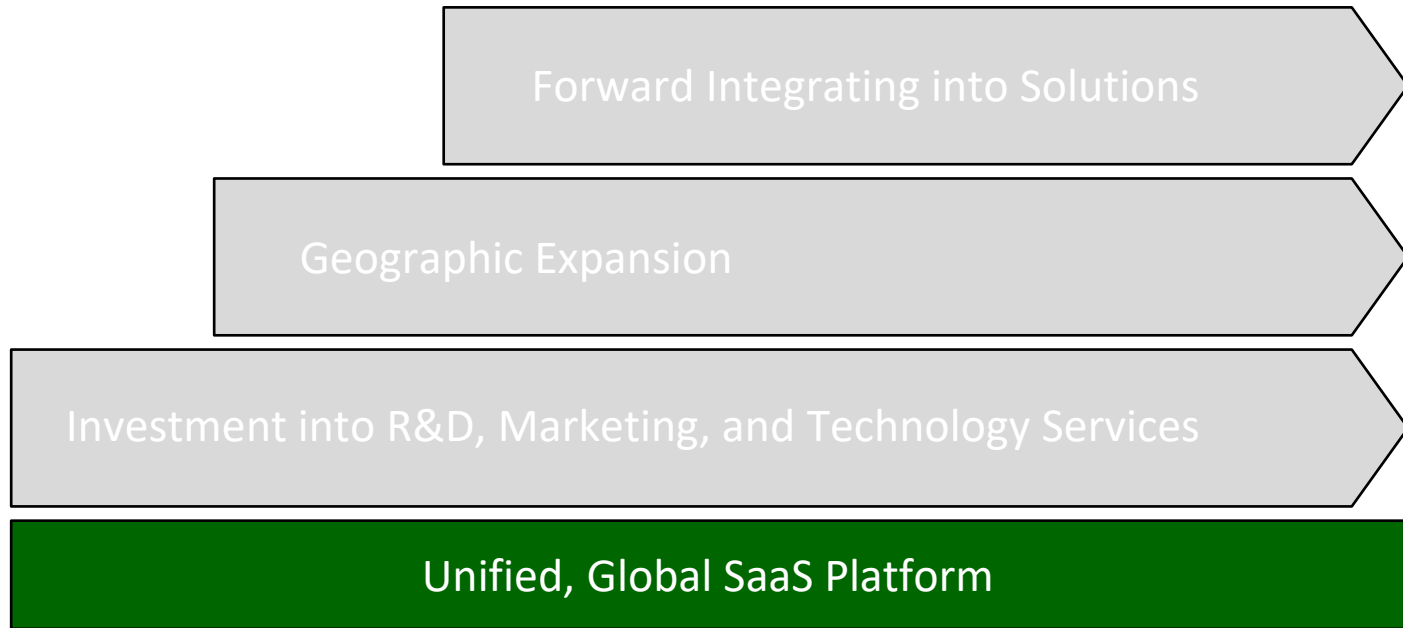 Forward Integrating into Solutions
Geographic Expansion
Investment into R&D, Marketing, and Technology Services
Unified, Global SaaS Platform